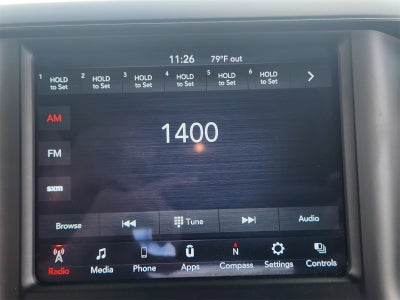 11:26 79°F out
1 HOLD to Set 2 HOLD to Set 3 HOLD to Set 4 HOLD to Set 5 HOLD to Set 6 HOLD to Set
AM
1400
FM
sxm
Browse Tune Audio
Radio Media Phone Apps N Compass Settings Controls